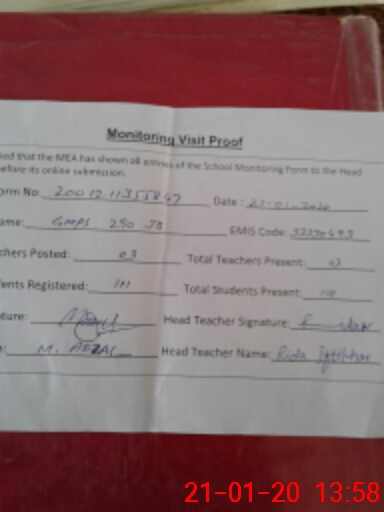 Monitoring Visit Proof
ied that the MEA has shown all entries of the School Monitoring Form to the Head
before its online submission.
orm No: Date: 21-01-2020
ame: GMPS 250 JB EMIS Code:
chers Posted: 03 Total Teachers Present: 03
ents Registered: 111 Total Students Present:
ature: Head Teacher Signature:
M. AFZAL Head Teacher Name: Rida Iftikhar
21-01-20 13:58